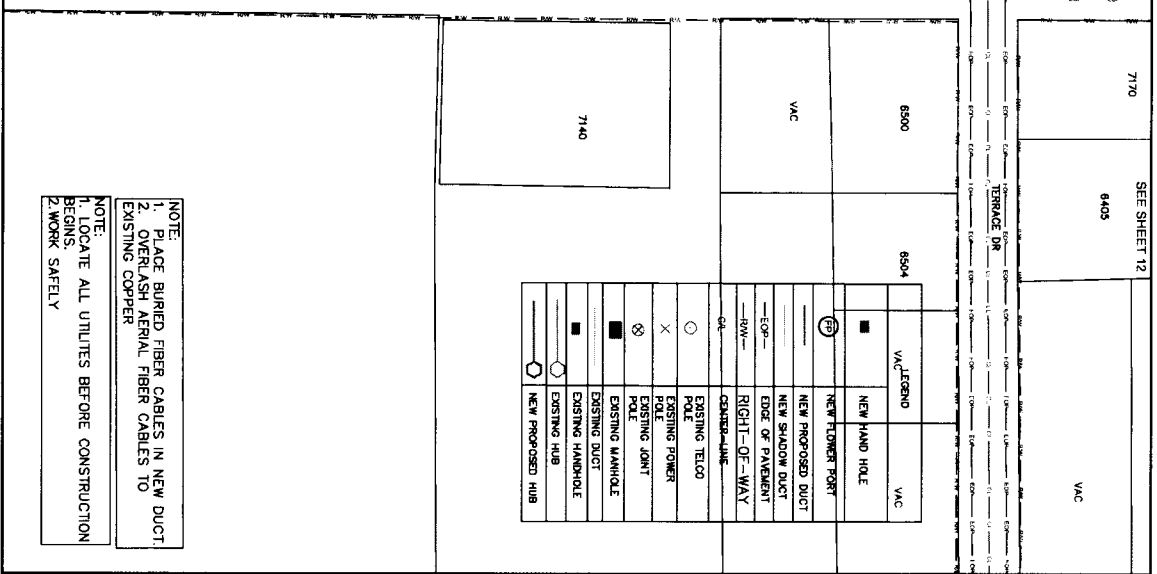 SEE SHEET 12
7170
6405
VAC
TERRACE DR
6500
6504
VAC
VAC
VAC
7140
LEGEND
NEW HAND HOLE
FP
NEW FLOWER PORT
NEW PROPOSED DUCT
NEW SHADOW DUCT
EOP
EDGE OF PAVEMENT
R/W
RIGHT-OF-WAY
CENTER-LINE
EXISTING TELCO
POLE
EXISTING POWER
POLE
EXISTING JOINT
POLE
EXISTING MANHOLE
EXISTING DUCT
EXISTING HANDHOLE
EXISTING HUB
NEW PROPOSED HUB
NOTE:
1. PLACE BURIED FIBER CABLES IN NEW DUCT.
2. OVERLASH AERIAL FIBER CABLES TO
EXISTING COPPER
NOTE:
1. LOCATE ALL UTILITES BEFORE CONSTRUCTION
BEGINS.
2.WORK SAFELY